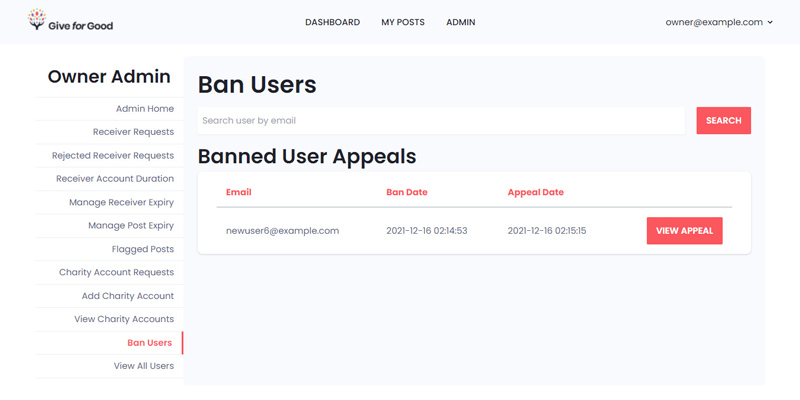 Give for Good
DASHBOARD MY POSTS ADMIN
owner@example.com
Owner Admin
Admin Home
Receiver Requests
Rejected Receiver Requests
Receiver Account Duration
Manage Receiver Expiry
Manage Post Expiry
Flagged Posts
Charity Account Requests
Add Charity Account
View Charity Accounts
Ban Users
View All Users
Ban Users
Search user by email SEARCH
Banned User Appeals
Email Ban Date Appeal Date
newuser6@example.com 2021-12-16 02:14:53 2021-12-16 02:15:15 VIEW APPEAL